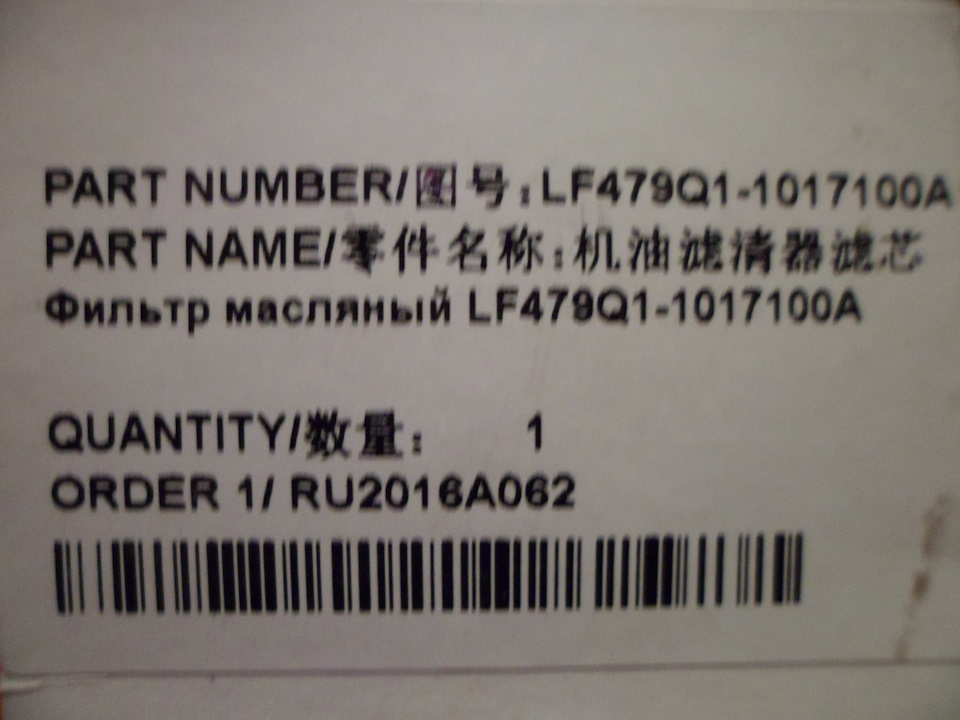 PART NUMBER/图号:LF479Q1-1017100A
PART NAME/零件名称:机油滤清器滤芯
Фильтр масляный LF479Q1-1017100A
QUANTITY/数量: 1
ORDER 1/ RU2016A062